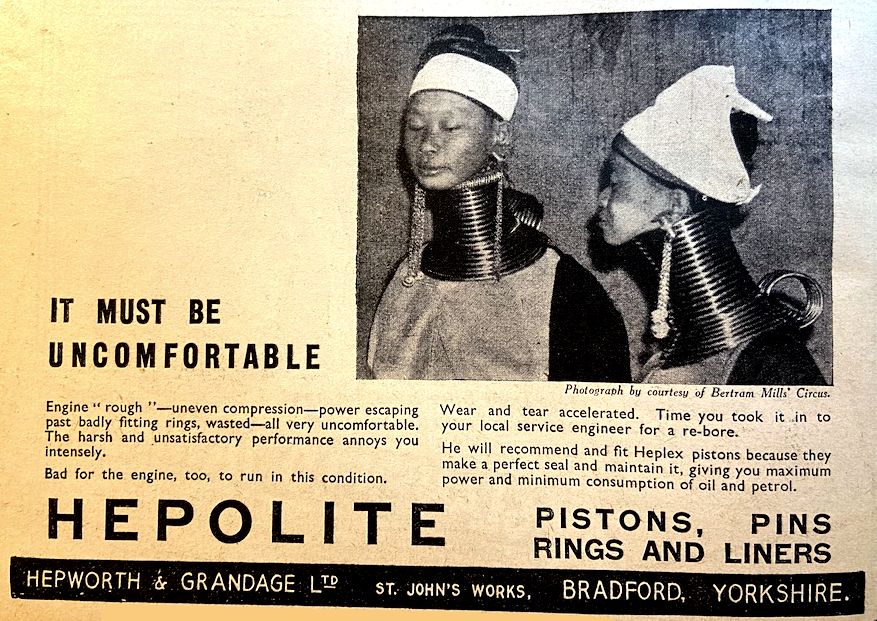 Photograph by courtesy of Bertram Mills' Circus.
IT MUST BE
UNCOMFORTABLE
Engine “ rough ”—uneven compression—power escaping
past badly fitting rings, wasted—all very uncomfortable.
The harsh and unsatisfactory performance annoys you
intensely.
Bad for the engine, too, to run in this condition.
Wear and tear accelerated. Time you took it in to
your local service engineer for a re-bore.
He will recommend and fit Heplex pistons because they
make a perfect seal and maintain it, giving you maximum
power and minimum consumption of oil and petrol.
HEPOLITE
PISTONS, PINS
RINGS AND LINERS
HEPWORTH & GRANDAGE LTD ST. JOHN'S WORKS, BRADFORD, YORKSHIRE.